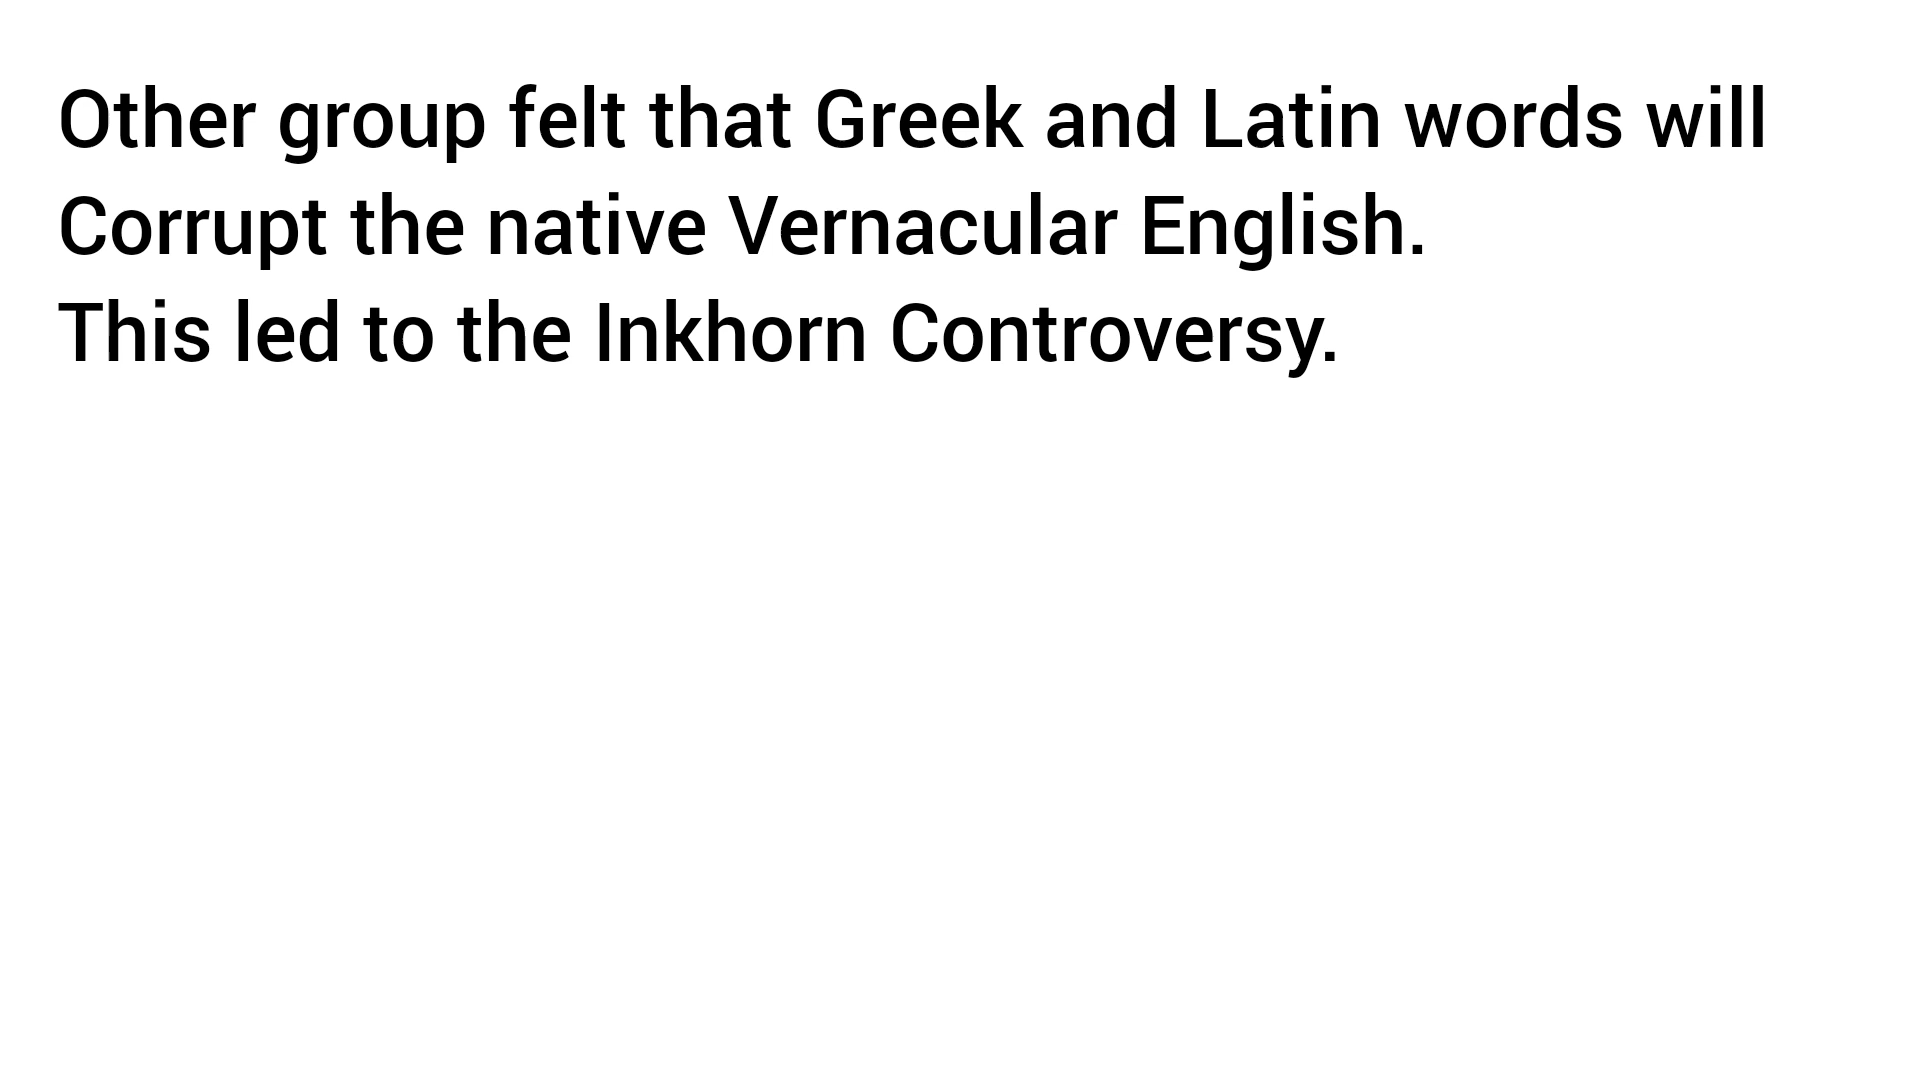 Other group felt that Greek and Latin words will
Corrupt the native Vernacular English.
This led to the Inkhorn Controversy.